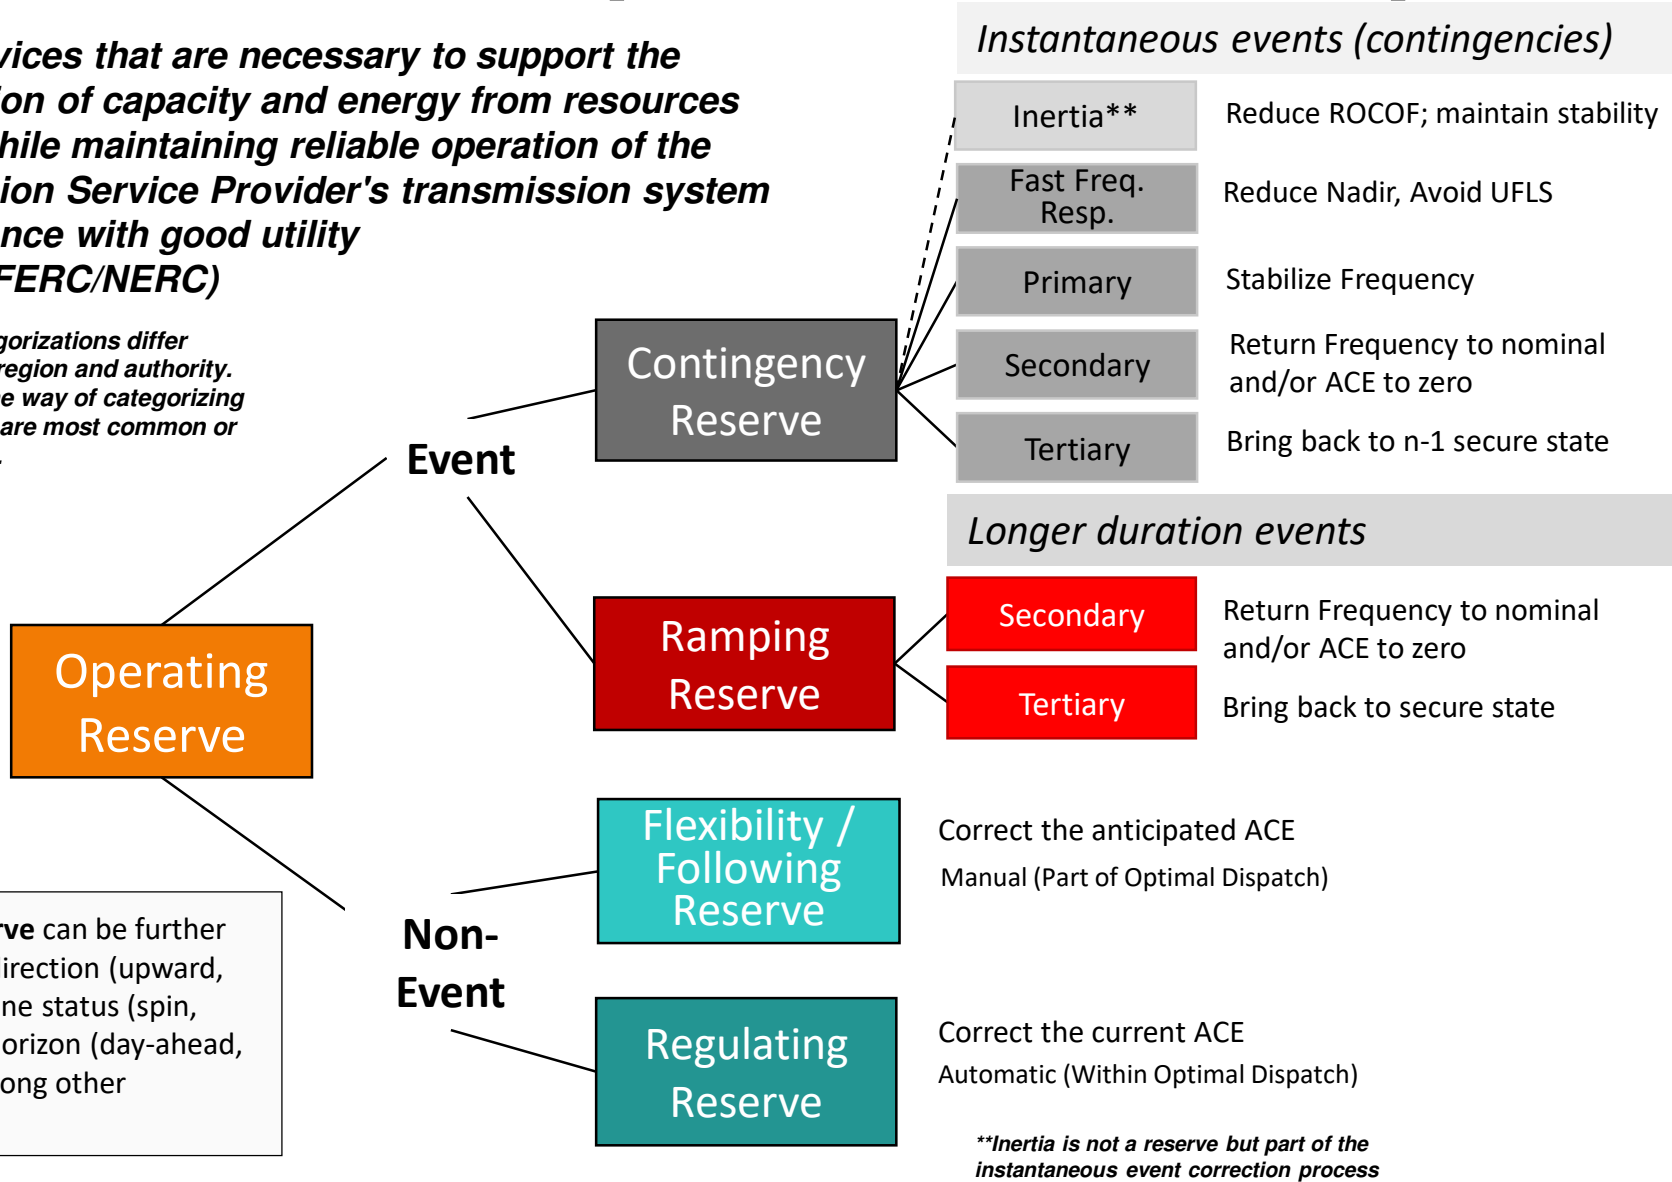 vices that are necessary to support the
ion of capacity and energy from resources
while maintaining reliable operation of the
ion Service Provider's transmission system
ance with good utility
FERC/NERC)
gorizations differ
region and authority.
ne way of categorizing
are most common or
Instantaneous events (contingencies)
Inertia** Reduce ROCOF; maintain stability
Fast Freq.
Resp.
Reduce Nadir, Avoid UFLS
Primary Stabilize Frequency
Secondary
Return Frequency to nominal
and/or ACE to zero
Tertiary Bring back to n-1 secure state
Contingency
Reserve
Event
Longer duration events
Ramping
Reserve
Secondary
Return Frequency to nominal
and/or ACE to zero
Tertiary Bring back to secure state
Operating
Reserve
Flexibility /
Following
Reserve
Correct the anticipated ACE
Manual (Part of Optimal Dispatch)
Non-
Event
Regulating
Reserve
Correct the current ACE
Automatic (Within Optimal Dispatch)
rve can be further
direction (upward,
ine status (spin,
orizon (day-ahead,
ong other
**Inertia is not a reserve but part of the
instantaneous event correction process